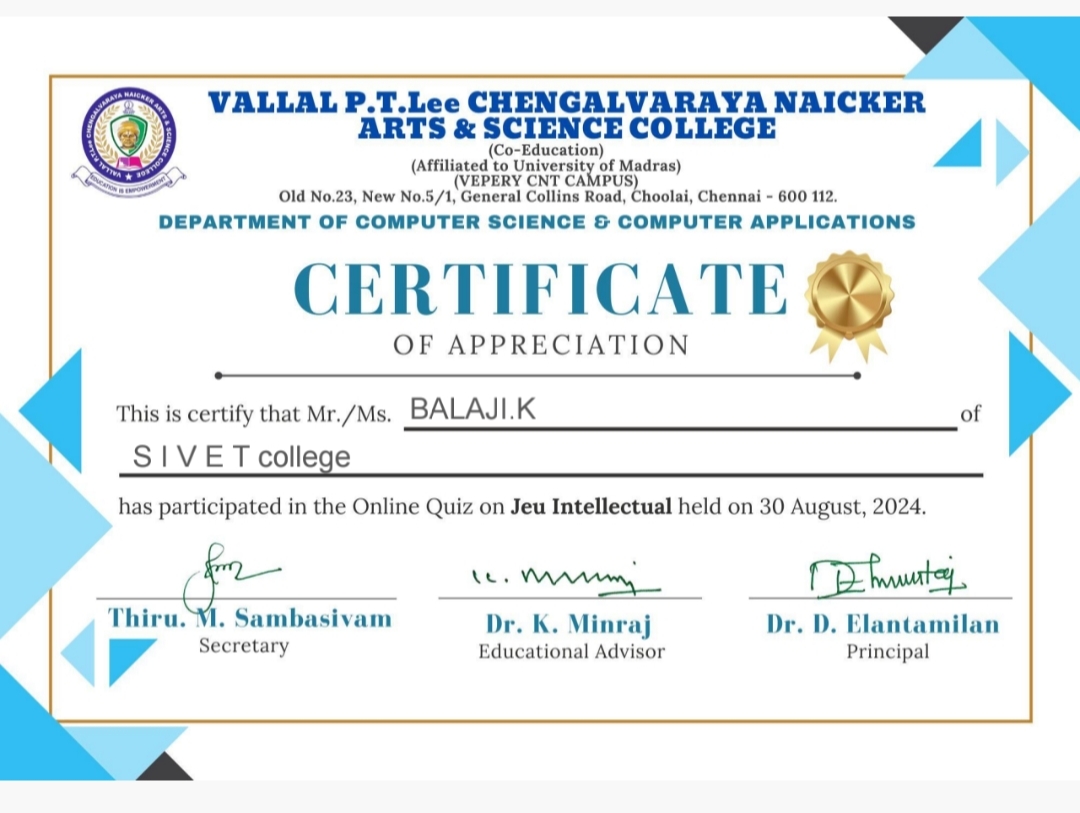 VALLAL P.T.Lee CHENGALVARAYA NAICKER
ARTS & SCIENCE COLLEGE
(Co-Education)
(Affiliated to University of Madras)
(VEPERY CNT CAMPUS)
Old No.23, New No.5/1, General Collins Road, Choolai, Chennai - 600 112.
DEPARTMENT OF COMPUTER SCIENCE & COMPUTER APPLICATIONS
VALLAL P.T.Lee CHENGALVARAYA NAICKER ARTS & SCIENCE COLLEGE
EDUCATION IS EMPOWERMENT
CERTIFICATE
OF APPRECIATION
This is certify that Mr./Ms. BALAJI.K of
S I V E T college
has participated in the Online Quiz on Jeu Intellectual held on 30 August, 2024.
Thiru. M. Sambasivam
Secretary
Dr. K. Minraj
Educational Advisor
Dr. D. Elantamilan
Principal